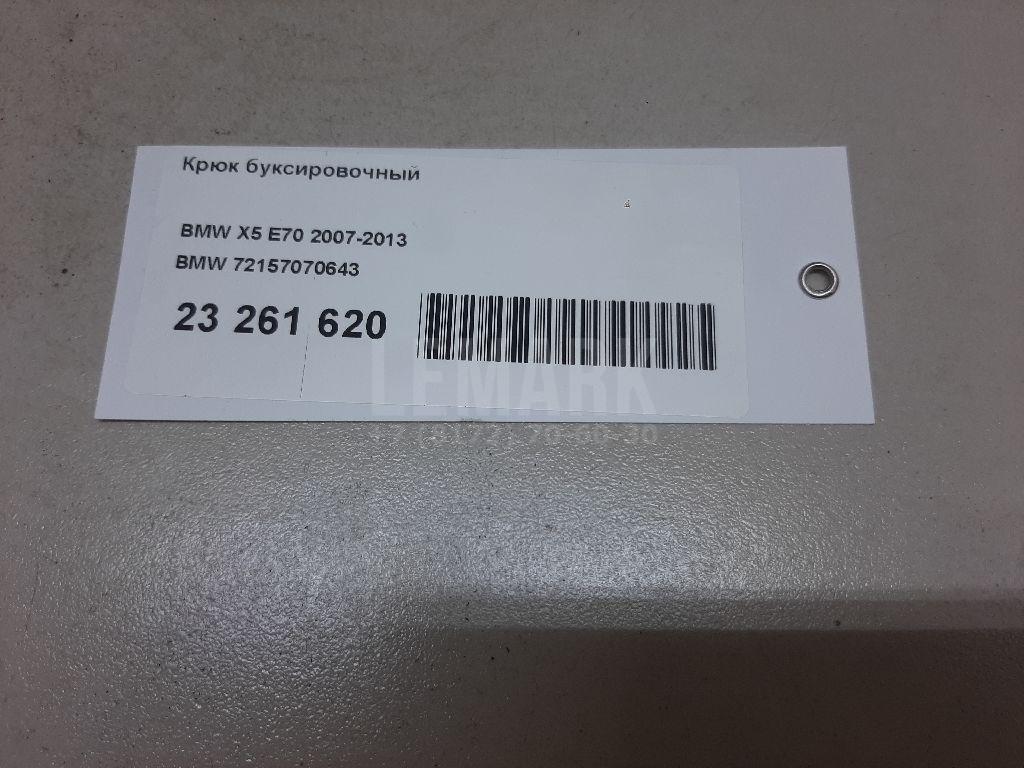 Крюк буксировочный
BMW X5 E70 2007-2013
BMW 72157070643
23 261 620
LEMARK